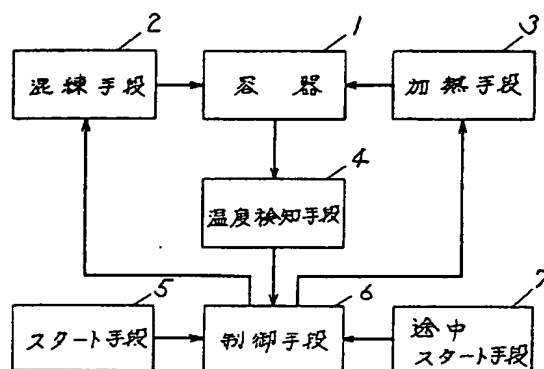 2
1
3
混練手段
容 器
加熱手段
4
温度検知手段
5
6
7
スタート手段
制御手段
途中
スタート手段